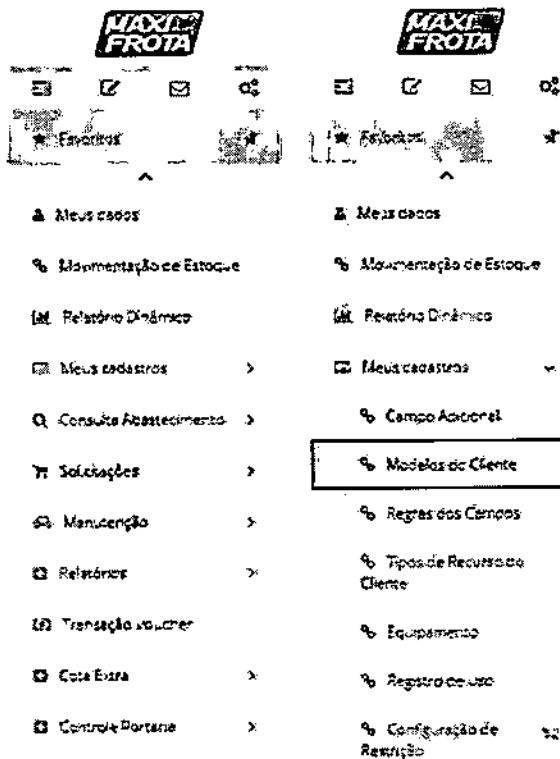 MAXI
FROTA
Favoritos
Meus dados
Movimentação de Estoque
Relatório Dinâmico
Meus cadastros
Consulta Abastecimento
Solicitações
Manutenção
Relatórios
Transação voucher
Cota Extra
Controle Portaria
MAXI
FROTA
Favoritos
Meus dados
Movimentação de Estoque
Relatório Dinâmico
Meus cadastros
Campo Adicional
Modelos do Cliente
Regras dos Campos
Tipos de Recurso do
Cliente
Equipamento
Registro de uso
Configuração de
Restrição